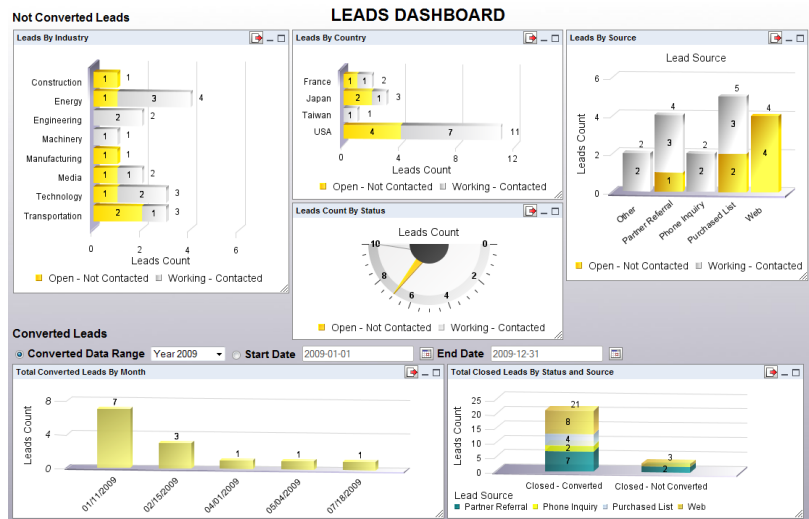 LEADS DASHBOARD
Not Converted Leads
Leads By Industry
Construction 1 1
Energy 1 3 4
Engineering 2 2
Machinery 1 1
Manufacturing 1 1
Media 1 1 2
Technology 1 2 3
Transportation 2 1 3
0 2 4 6
Leads Count
Open - Not Contacted Working - Contacted
Leads By Country
France 1 1 2
Japan 2 1 3
Taiwan 1 1
USA 4 7 11
0 4 8 12
Leads Count
Open - Not Contacted Working - Contacted
Leads Count By Status
Leads Count
10 8 6 4 2 0
Open - Not Contacted Working - Contacted
Leads By Source
Lead Source
Leads Count
6
4
2
0
2 4 2 5 4
2 3 2 3 4
1 2
Other Partner Referral Phone Inquiry Purchased List Web
Open - Not Contacted Working - Contacted
Converted Leads
Converted Data Range Year 2009 Start Date 2009-01-01 End Date 2009-12-31
Total Converted Leads By Month
Leads Count
8
4
0
7 3 1 1 1
01/11/2009 02/15/2009 04/01/2009 05/04/2009 07/18/2009
Total Closed Leads By Status and Source
Leads Count
25
20
15
10
5
0
21
8
4
2
7
3
2
Closed - Converted Closed - Not Converted
Lead Source
Partner Referral Phone Inquiry Purchased List Web